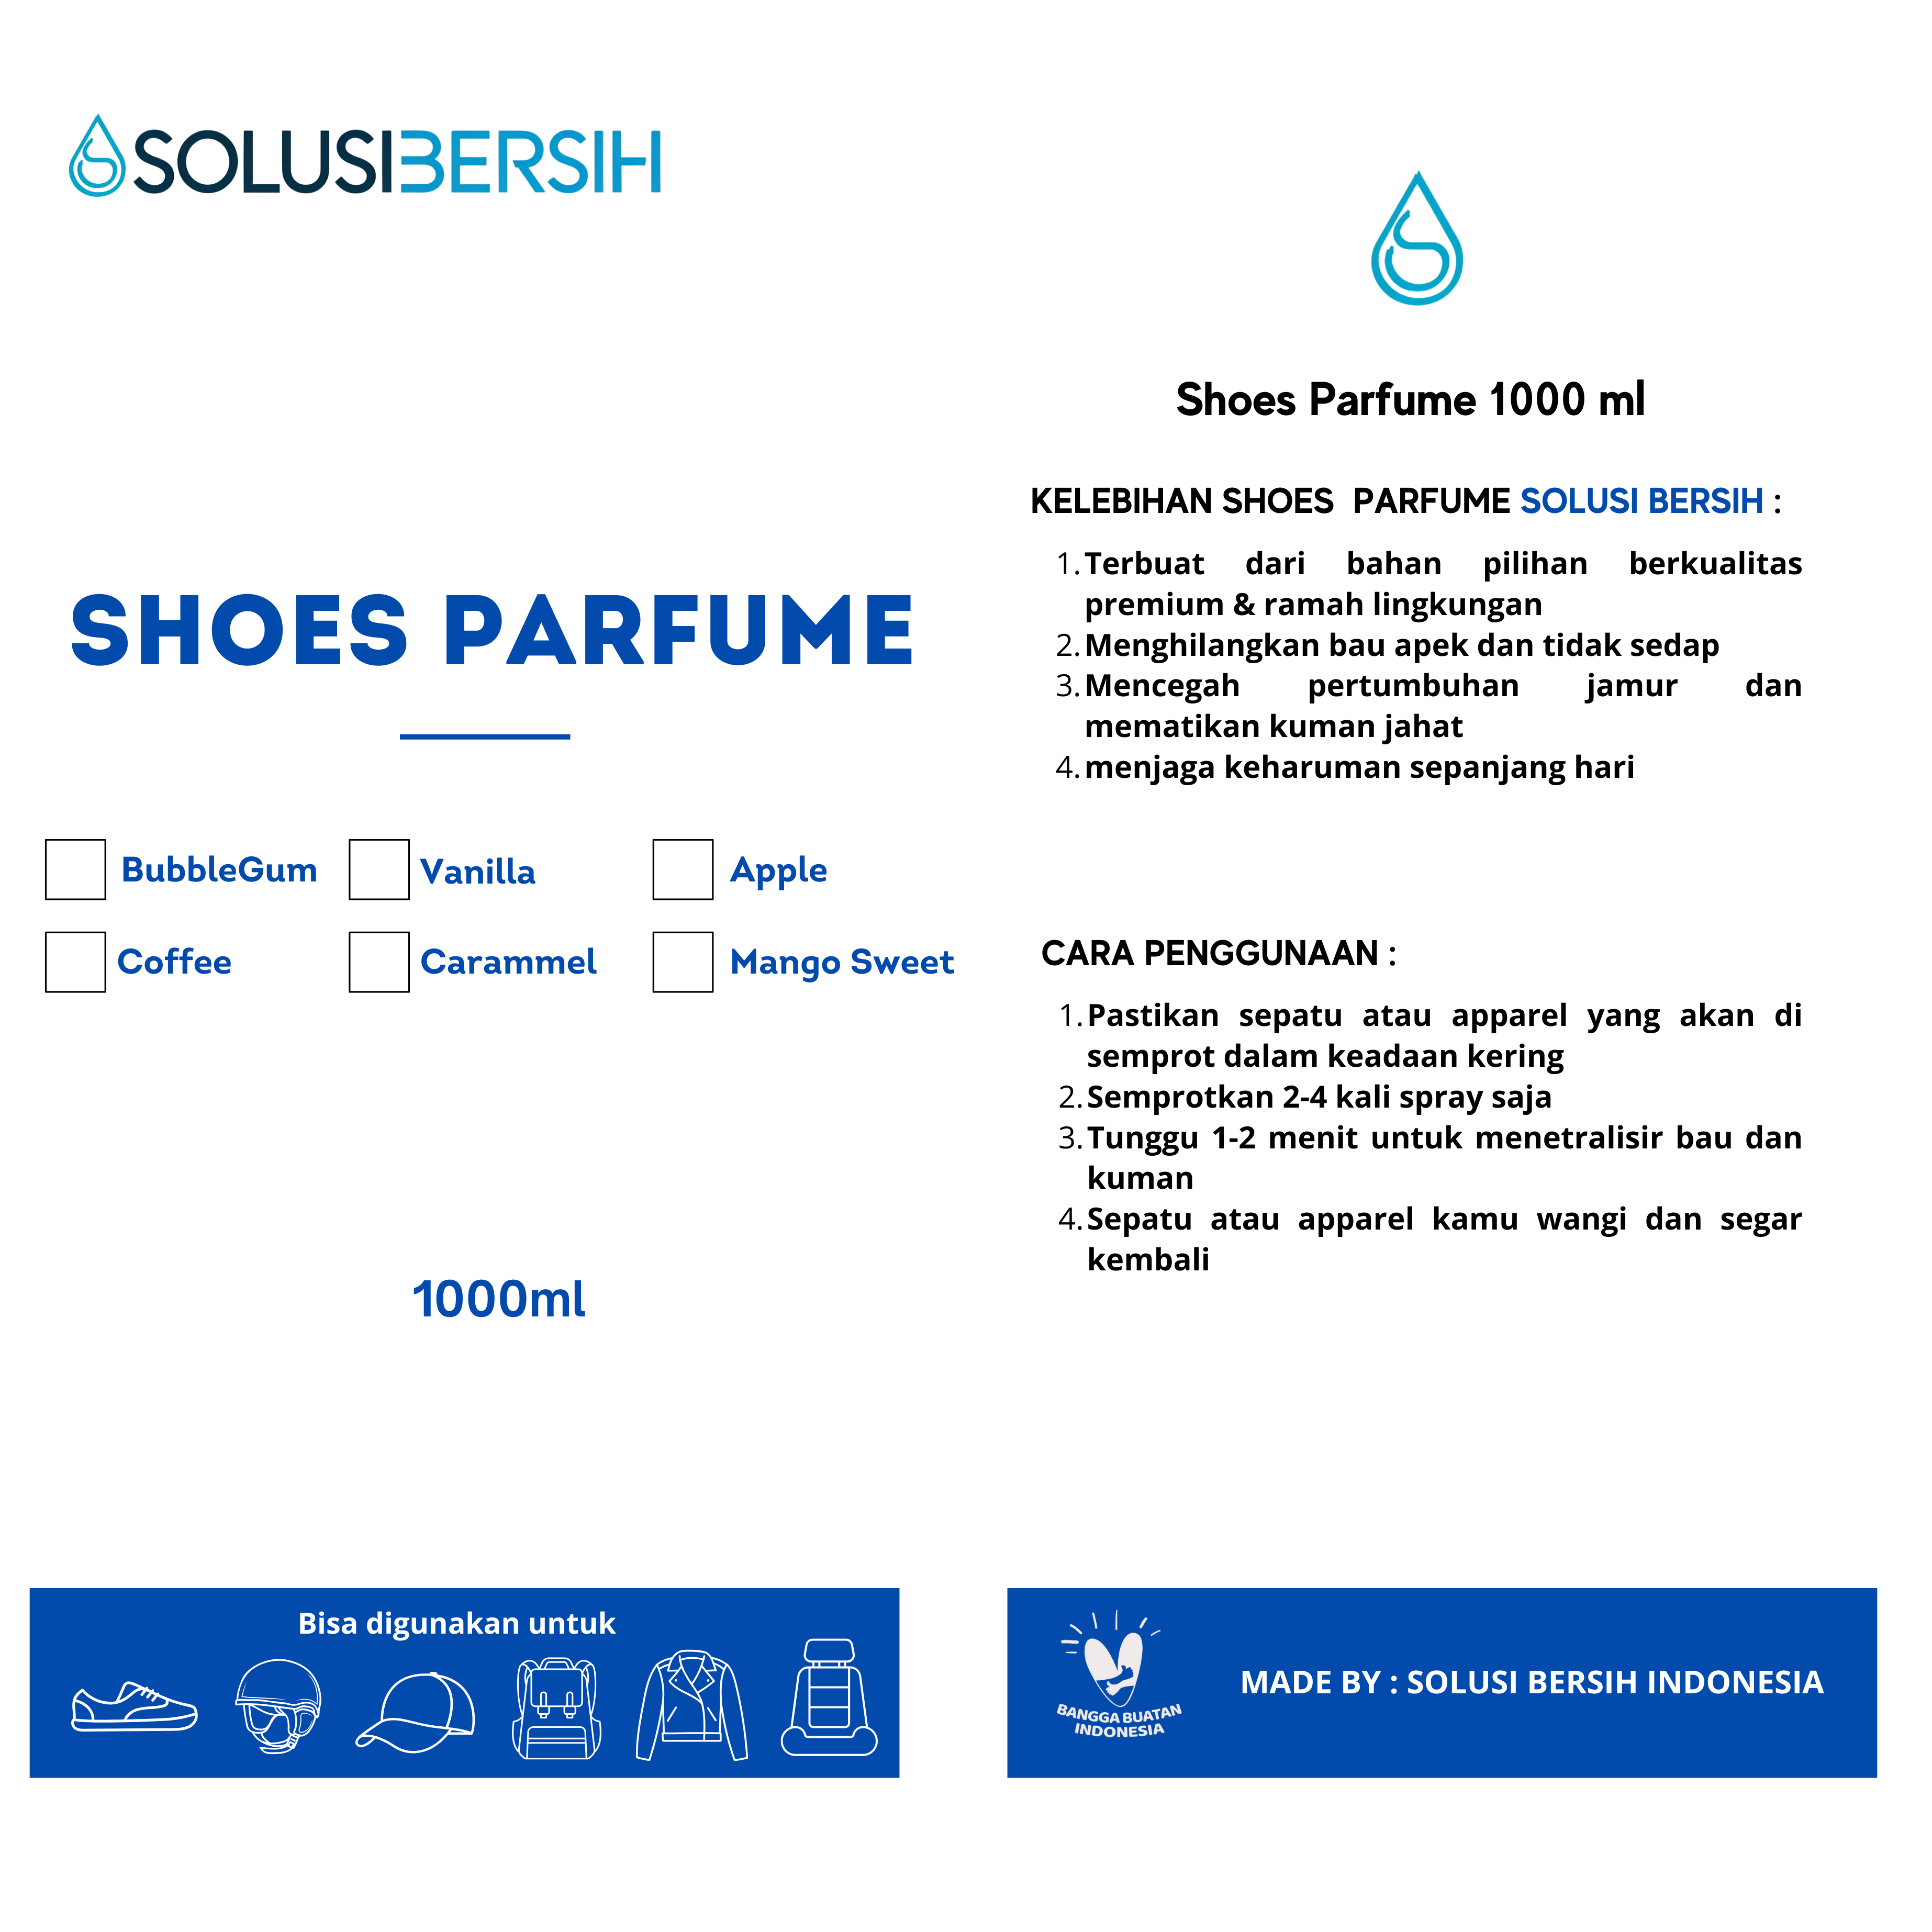 SOLUSIBERSIH
SHOES PARFUME
BubbleGum
Vanilla
Apple
Coffee
Carammel
Mango Sweet
1000ml
Bisa digunakan untuk
Shoes Parfume 1000 ml
KELEBIHAN SHOES PARFUME SOLUSI BERSIH :
1. Terbuat dari bahan pilihan berkualitas
premium & ramah lingkungan
2. Menghilangkan bau apek dan tidak sedap
3. Mencegah pertumbuhan jamur dan
mematikan kuman jahat
4. menjaga keharuman sepanjang hari
CARA PENGGUNAAN :
1. Pastikan sepatu atau apparel yang akan di
semprot dalam keadaan kering
2. Semprotkan 2-4 kali spray saja
3. Tunggu 1-2 menit untuk menetralisir bau dan
kuman
4. Sepatu atau apparel kamu wangi dan segar
kembali
BANGGA BUATAN
INDONESIA
MADE BY : SOLUSI BERSIH INDONESIA